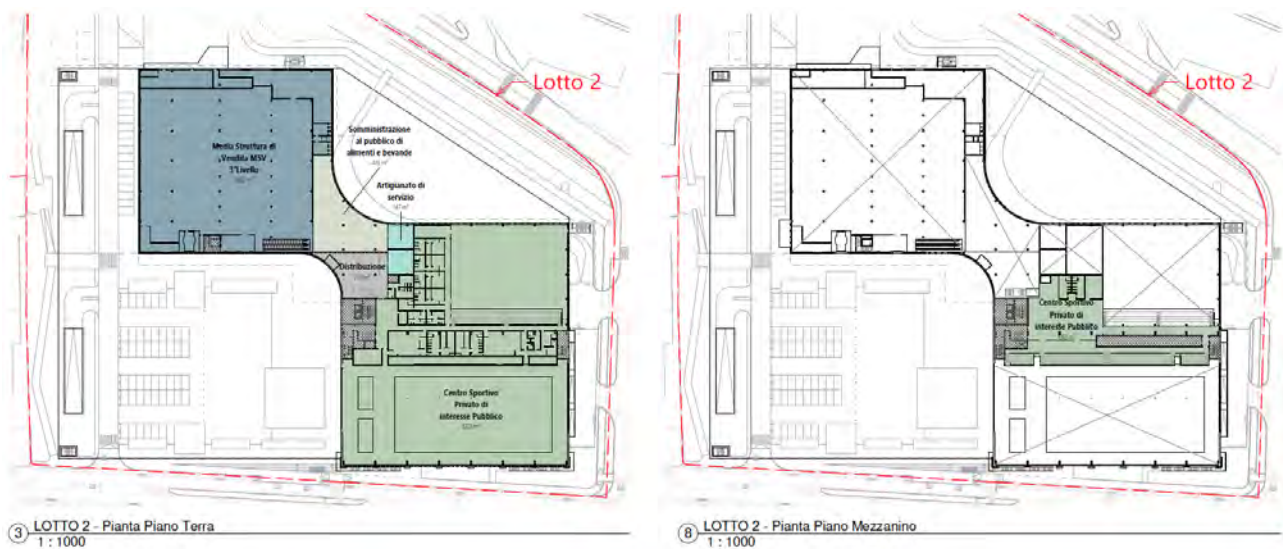 Lotto 2
Somministrazione
al pubblico di
alimenti e bevande
Media Struttura di
Vendita MSV
3°Livello
Artigianato di
servizio
Distribuzione
Centro Sportivo
Privato di
interesse Pubblico
3 LOTTO 2 - Pianta Piano Terra
1 : 1000
Lotto 2
Centro Sportivo
Privato di
interesse Pubblico
8 LOTTO 2 - Pianta Piano Mezzanino
1 : 1000